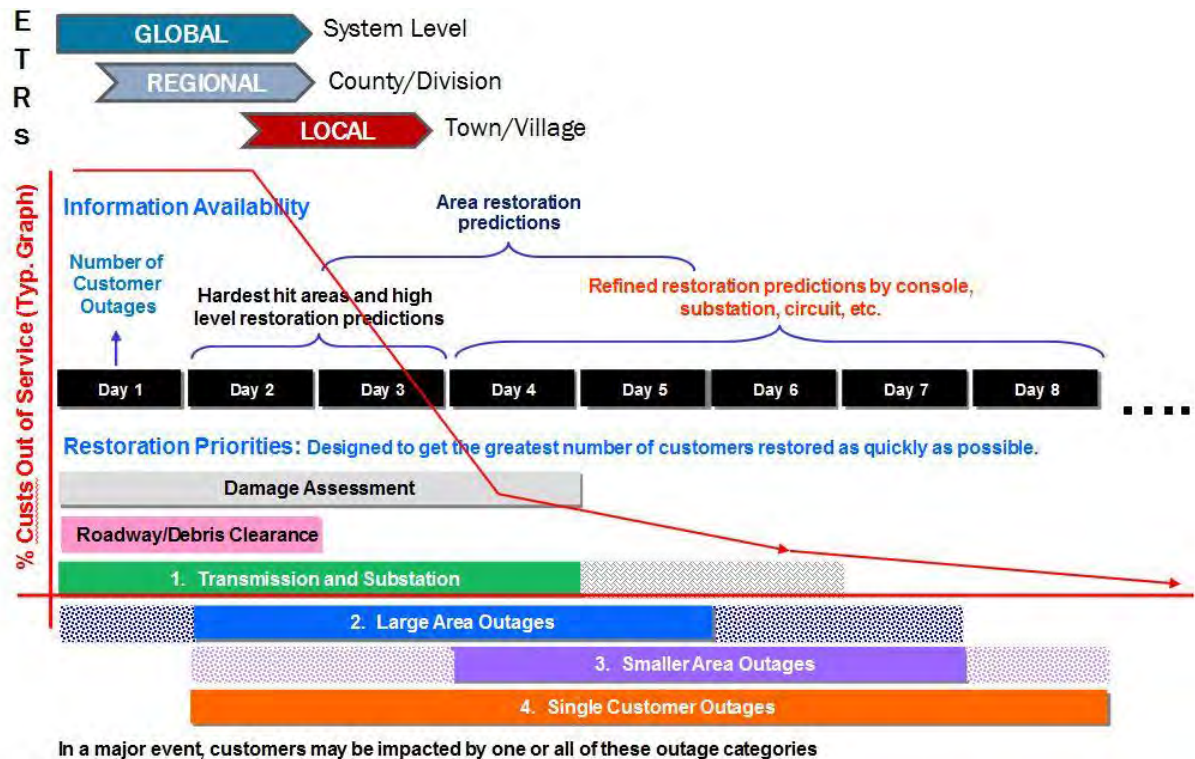 ETRs
GLOBAL
System Level
REGIONAL
County/Division
LOCAL
Town/Village
% Custs Out of Service (Typ. Graph)
Information Availability
Number of
Customer
Outages
Hardest hit areas and high
level restoration predictions
Area restoration
predictions
Refined restoration predictions by console,
substation, circuit, etc.
Day 1
Day 2
Day 3
Day 4
Day 5
Day 6
Day 7
Day 8
....
Restoration Priorities: Designed to get the greatest number of customers restored as quickly as possible.
Damage Assessment
Roadway/Debris Clearance
1. Transmission and Substation
2. Large Area Outages
3. Smaller Area Outages
4. Single Customer Outages
In a major event, customers may be impacted by one or all of these outage categories